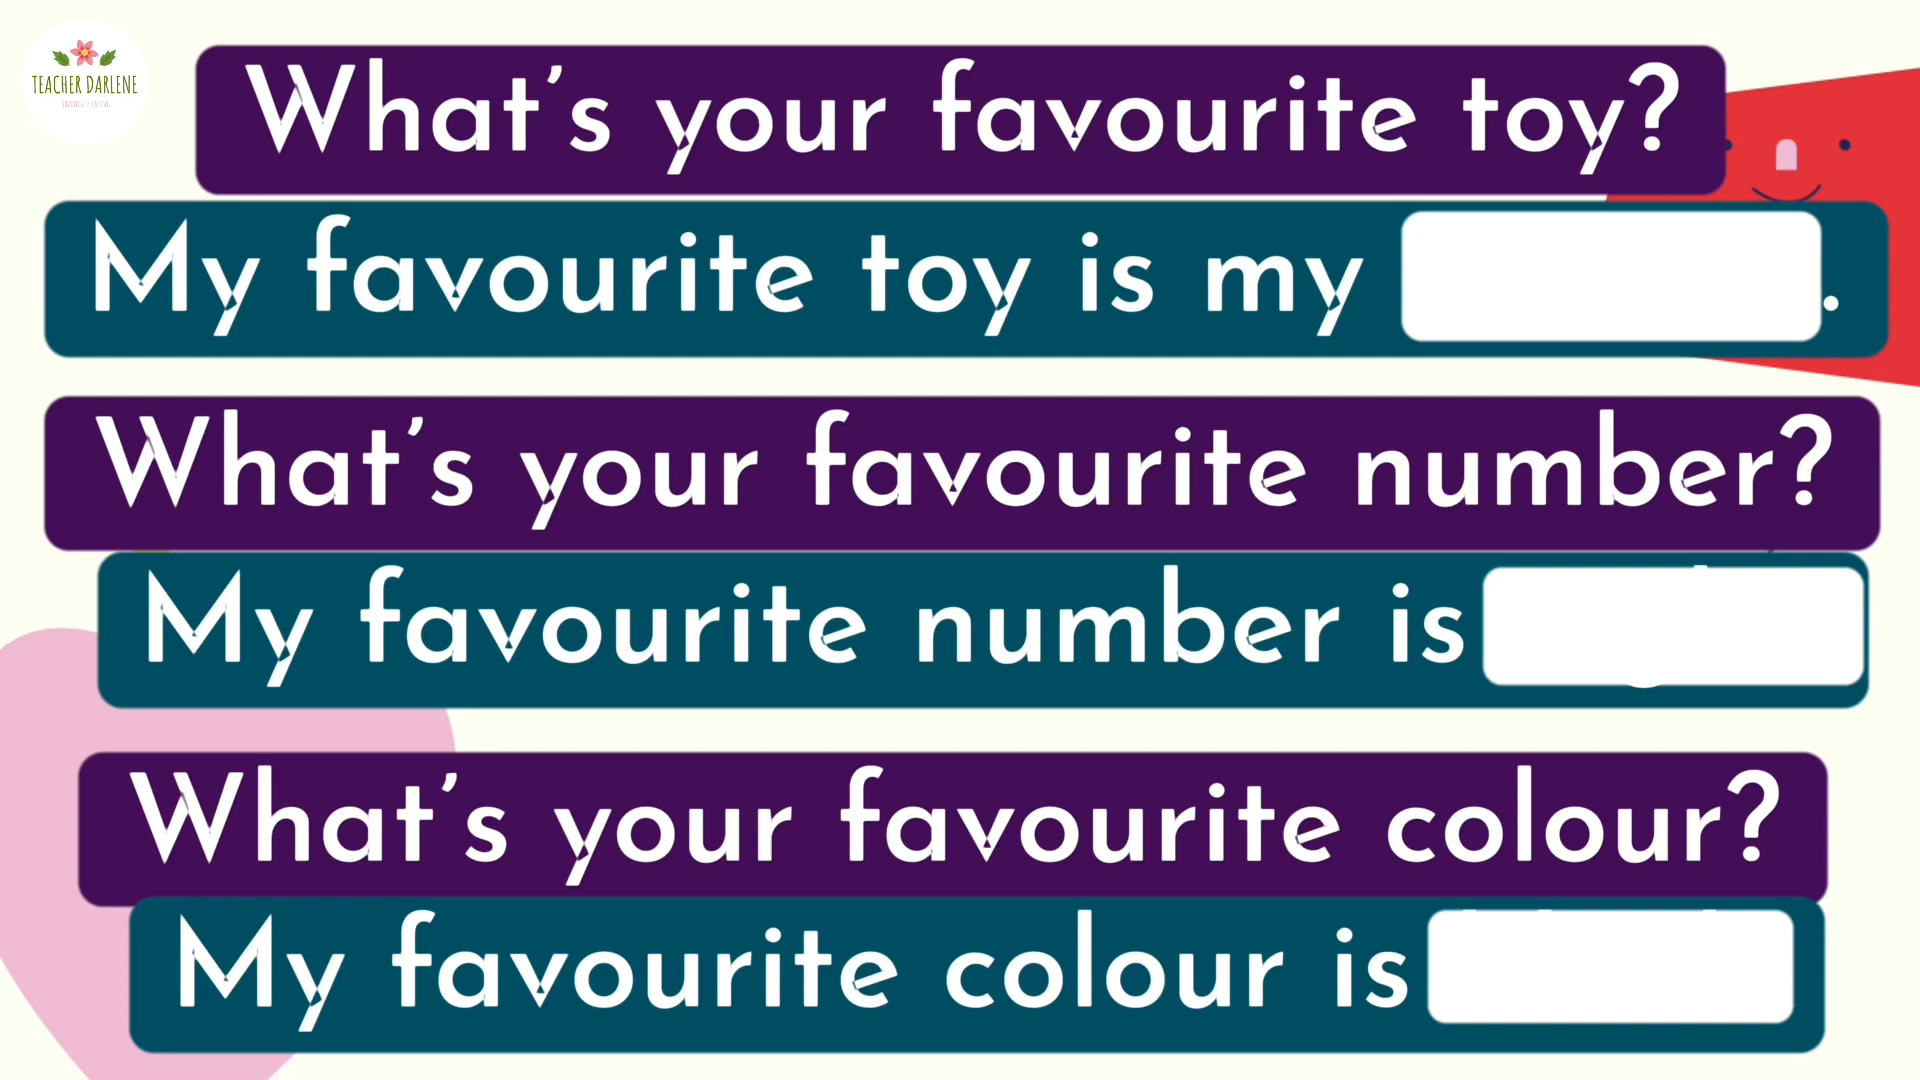 TEACHER DARLENE
What's your favourite toy?
My favourite toy is my .
What's your favourite number?
My favourite number is
What's your favourite colour?
My favourite colour is